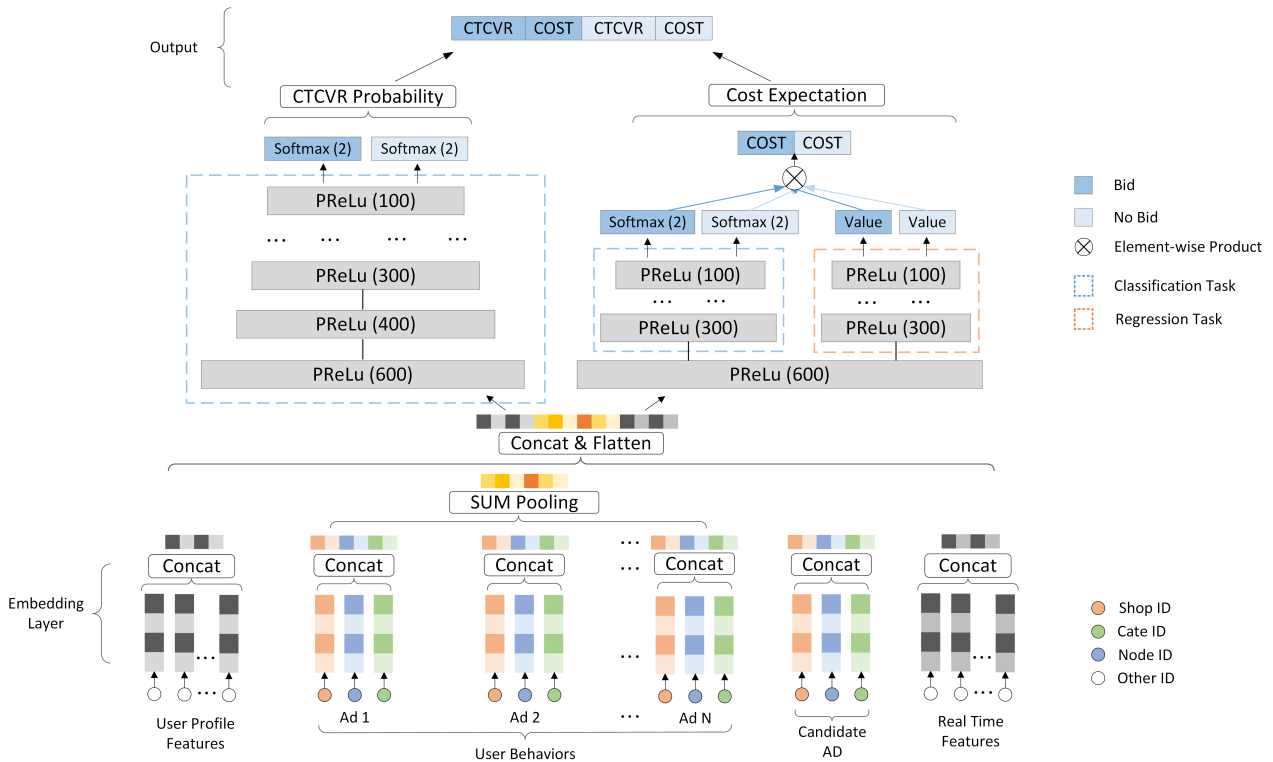 Output
CTCVR COST CTCVR COST
CTCVR Probability
Cost Expectation
Softmax (2) Softmax (2)
COST COST
PReLu (100)
... ... ... ...
PReLu (300)
PReLu (400)
PReLu (600)
Softmax (2) Softmax (2) Value Value
PReLu (100) PReLu (100)
... ... ... ...
PReLu (300) PReLu (300)
PReLu (600)
Bid
No Bid
Element-wise Product
Classification Task
Regression Task
Concat & Flatten
SUM Pooling
...
Concat Concat Concat ... Concat Concat Concat
Embedding
Layer
... ... ...
... ...
Shop ID
Cate ID
Node ID
Other ID
User Profile
Features
Ad 1 Ad 2 ... Ad N
User Behaviors
Candidate
AD
Real Time
Features